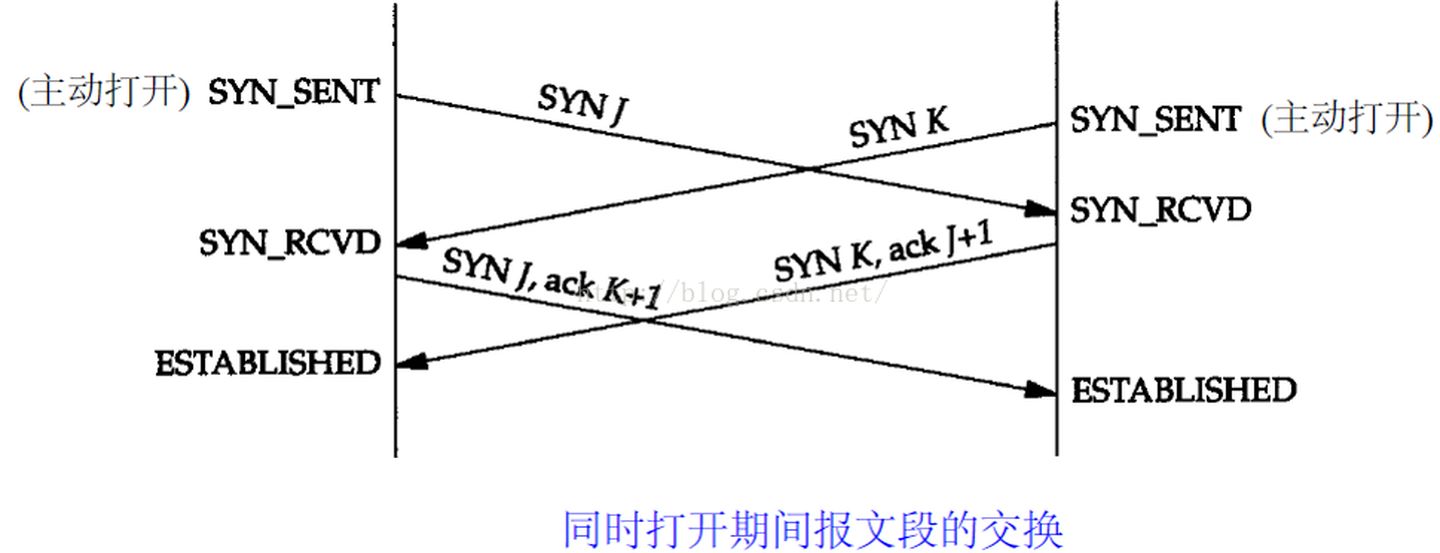 (主动打开) SYN_SENT
SYN J
SYN K
SYN_SENT (主动打开)
SYN_RCVD
SYN_RCVD
SYN J, ack K+1
SYN K, ack J+1
http://blog.csdn.net/
ESTABLISHED
ESTABLISHED
同时打开期间报文段的交换